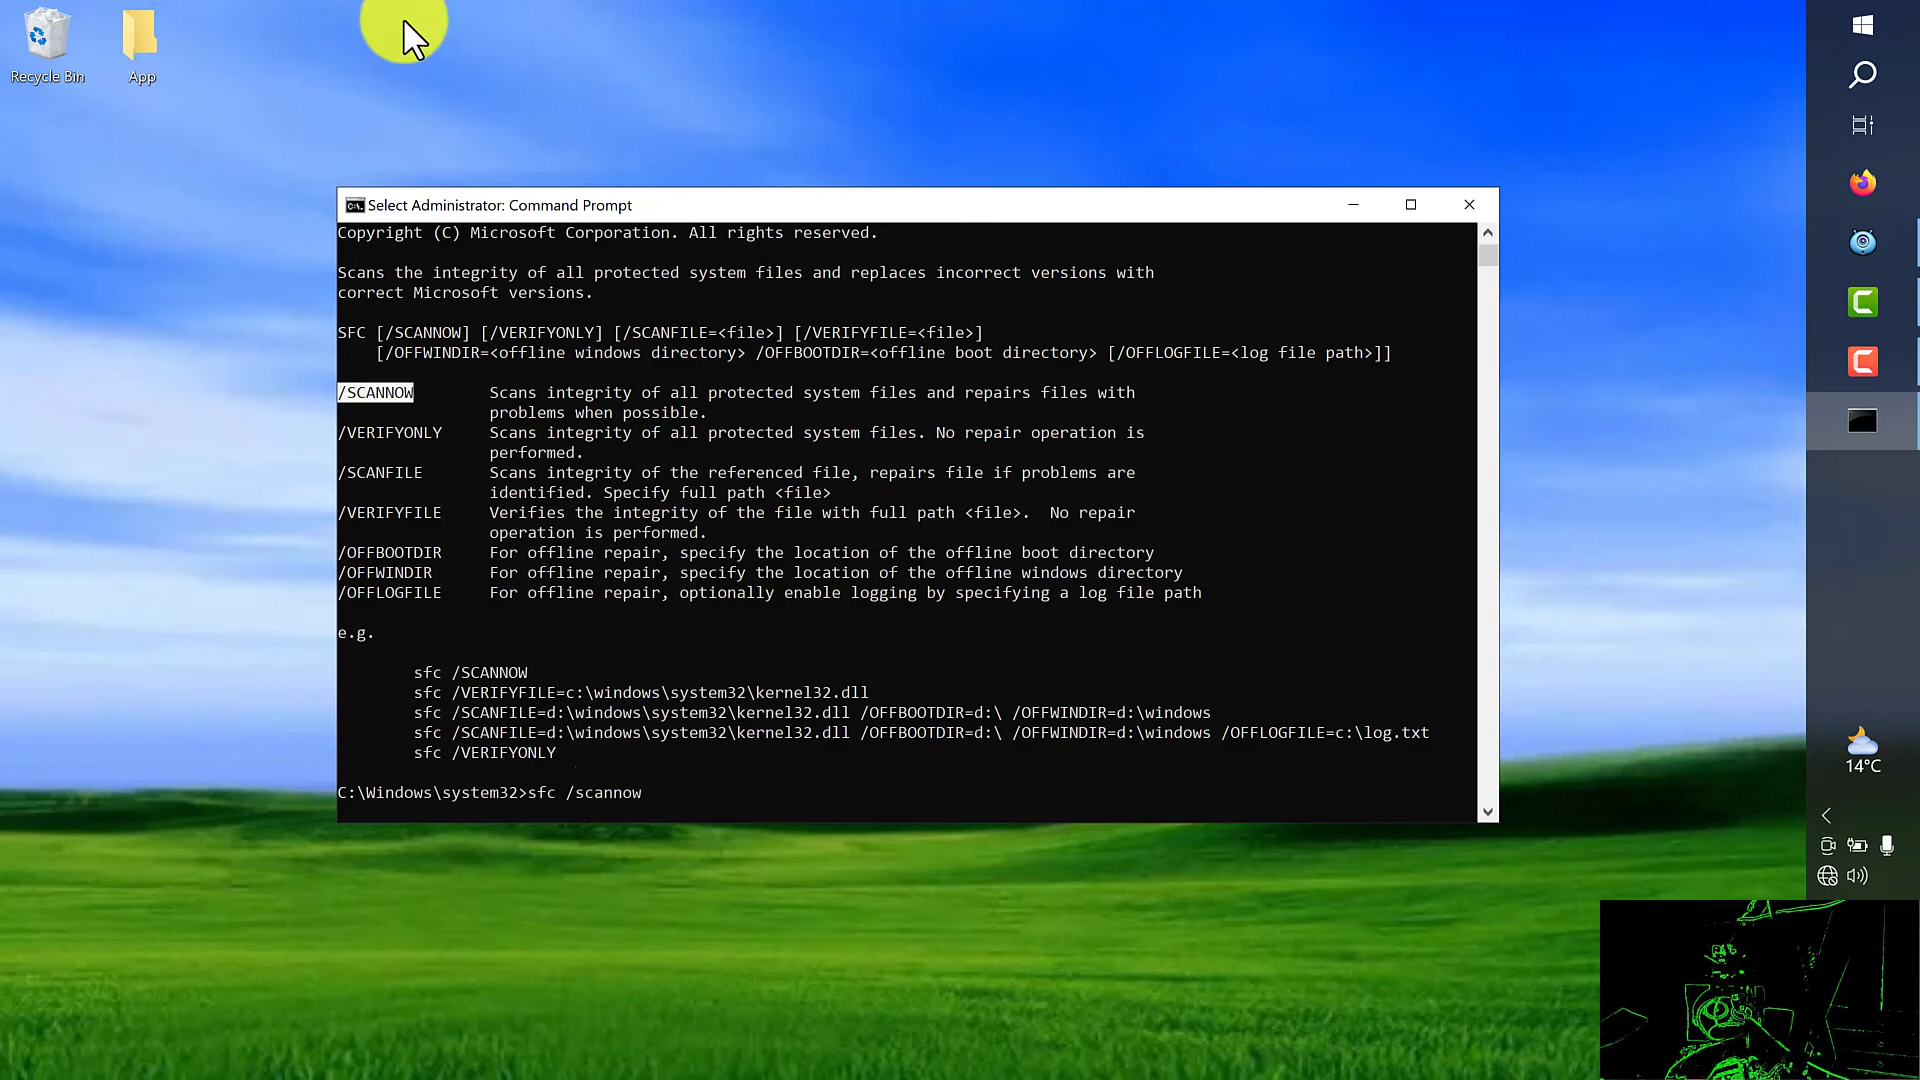 Recycle Bin
App
Select Administrator: Command Prompt
Copyright (C) Microsoft Corporation. All rights reserved.
Scans the integrity of all protected system files and replaces incorrect versions with
correct Microsoft versions.
SFC [/SCANNOW] [/VERIFYONLY] [/SCANFILE=<file>] [/VERIFYFILE=<file>]
[/OFFWINDIR=<offline windows directory> /OFFBOOTDIR=<offline boot directory> [/OFFLOGFILE=<log file path>]]
/SCANNOW Scans integrity of all protected system files and repairs files with
problems when possible.
/VERIFYONLY Scans integrity of all protected system files. No repair operation is
performed.
/SCANFILE Scans integrity of the referenced file, repairs file if problems are
identified. Specify full path <file>
/VERIFYFILE Verifies the integrity of the file with full path <file>. No repair
operation is performed.
/OFFBOOTDIR For offline repair, specify the location of the offline boot directory
/OFFWINDIR For offline repair, specify the location of the offline windows directory
/OFFLOGFILE For offline repair, optionally enable logging by specifying a log file path
e.g.
sfc /SCANNOW
sfc /VERIFYFILE=c:\windows\system32\kernel32.dll
sfc /SCANFILE=d:\windows\system32\kernel32.dll /OFFBOOTDIR=d:\ /OFFWINDIR=d:\windows
sfc /SCANFILE=d:\windows\system32\kernel32.dll /OFFBOOTDIR=d:\ /OFFWINDIR=d:\windows /OFFLOGFILE=c:\log.txt
sfc /VERIFYONLY
C:\Windows\system32>sfc /scannow
14°C